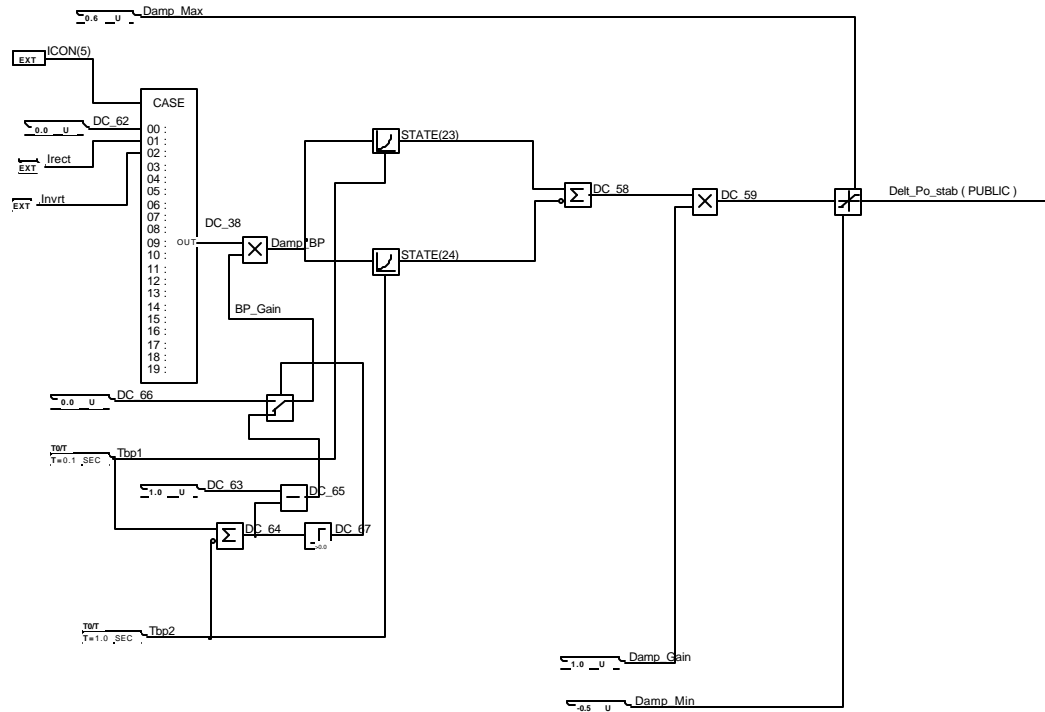 0.6 U Damp_Max
EXT ICON(5)
CASE
0.0 U DC_62
00 :
01 :
EXT Irect
02 :
03 :
04 :
05 :
EXT Invrt
06 :
07 :
08 :
09 :
OUT
10 :
11 :
12 :
13 :
14 :
15 :
16 :
17 :
18 :
19 :
DC_38
Damp_BP
BP_Gain
STATE(23)
STATE(24)
Σ DC_58
X DC_59
Delt_Po_stab ( PUBLIC )
0.0 U DC_66
T0/T
T=0.1 SEC Tbp1
1.0 U DC_63
DC_65
Σ DC_64
>0.0
DC_67
T0/T
T=1.0 SEC Tbp2
1.0 U Damp_Gain
-0.5 U Damp_Min